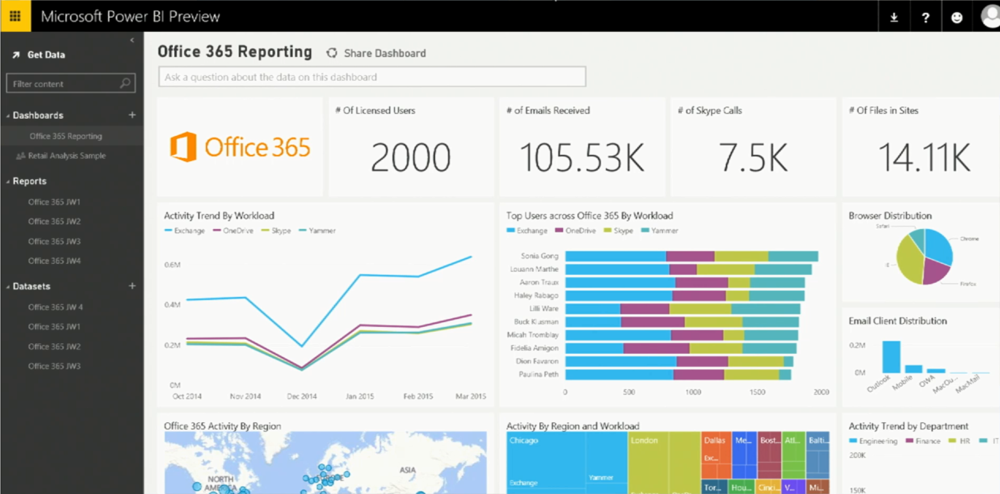 Microsoft Power BI Preview
?
Get Data
Filter content
Dashboards
Office 365 Reporting
Retail Analysis Sample
Reports
Office 365 JW1
Office 365 JW2
Office 365 JW3
Office 365 JW4
Datasets
Office 365 JW 4
Office 365 JW1
Office 365 JW2
Office 365 JW3
Office 365 Reporting
Share Dashboard
Ask a question about the data on this dashboard
Office 365
# Of Licensed Users
2000
# of Emails Received
105.53K
# of Skype Calls
7.5K
# Of Files in Sites
14.11K
Activity Trend By Workload
Exchange OneDrive Skype Yammer
0.6M
0.4M
0.2M
0M
Oct 2014 Nov 2014 Dec 2014 Jan 2015 Feb 2015 Mar 2015
Top Users across Office 365 By Workload
Exchange OneDrive Skype Yammer
Sonia Gong
Louann Marthe
Aaron Traux
Haley Rabago
Lilli Ware
Buck Klusman
Micah Tromblay
Fidelia Amigon
Dion Favaron
Paulina Peth
0 500 1000 1500 2000
Browser Distribution
Safari
Chrome
IE
Firefox
Email Client Distribution
0.2M
0M
Outlook
Mobile
OWA
MacOu...
MacMail
Office 365 Activity By Region
NORTH
AMERICA
EUROPE
ASIA
Activity By Region and Workload
Chicago
Exchange
Yammer
London
Dallas
Exc...
Me...
Bost...
Atl...
Balti...
Tor...
Hou...
Cinci...
V...
Mi...
Activity Trend by Department
Engineering Finance HR IT
200K
150K